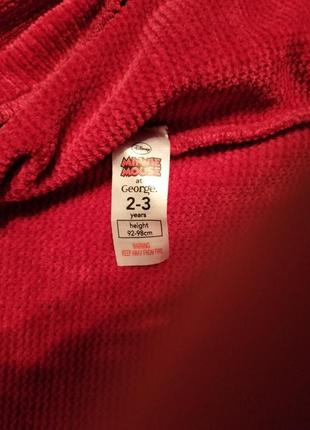 Disney
MINNIE
MOUSE
at
George.
2-3
years
height
92-98cm
WARNING
KEEP AWAY FROM FIRE